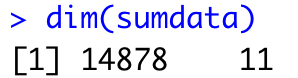 > dim(sumdata)
[1] 14878    11